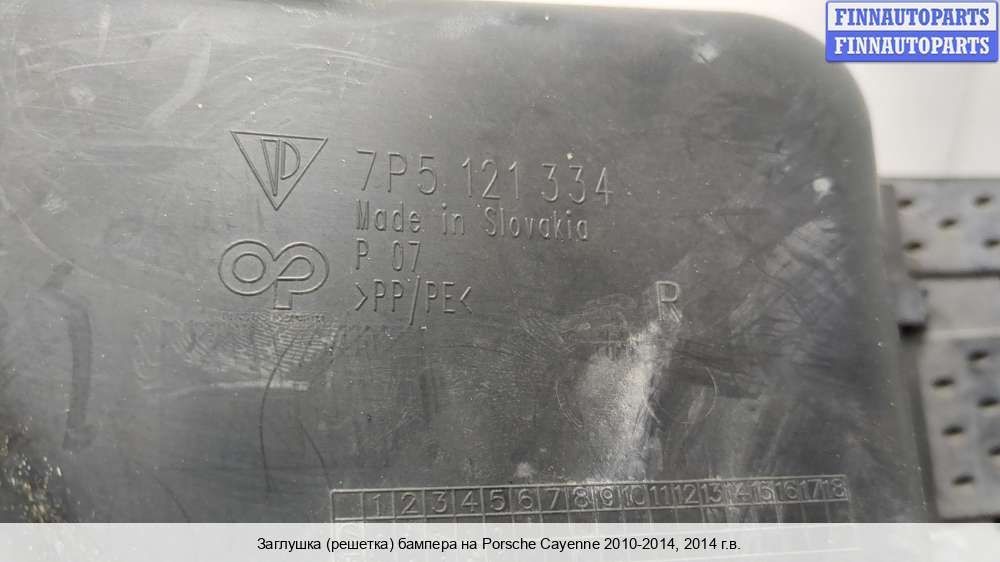 FINNAUTOPARTS
FINNAUTOPARTS
7P5 121 334
Made in Slovakia
P 07
OP
>PP/PE<
R
1 2 3 4 5 6 7 8 9 10 11 12 13 14 15 16 17 18
Заглушка (решетка) бампера на Porsche Cayenne 2010-2014, 2014 г.в.